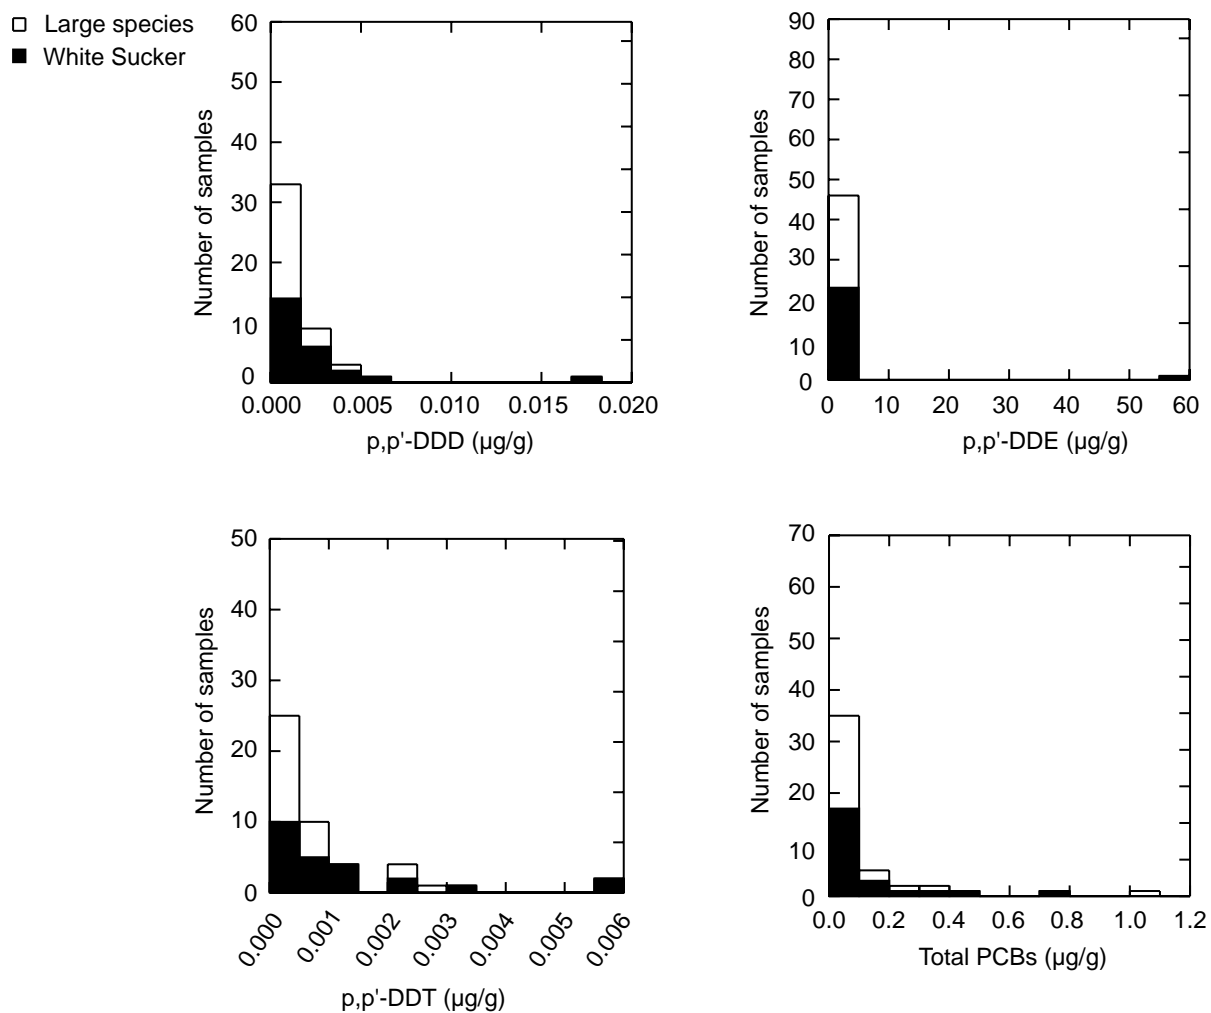 Large species
White Sucker
60
50
40
30
20
10
0
Number of samples
0.000 0.005 0.010 0.015 0.020
p,p'-DDD (µg/g)
90
80
70
60
50
40
30
20
10
0
Number of samples
0 10 20 30 40 50 60
p,p'-DDE (µg/g)
50
40
30
20
10
0
Number of samples
0.000 0.001 0.002 0.003 0.004 0.005 0.006
p,p'-DDT (µg/g)
70
60
50
40
30
20
10
0
Number of samples
0.0 0.2 0.4 0.6 0.8 1.0 1.2
Total PCBs (µg/g)